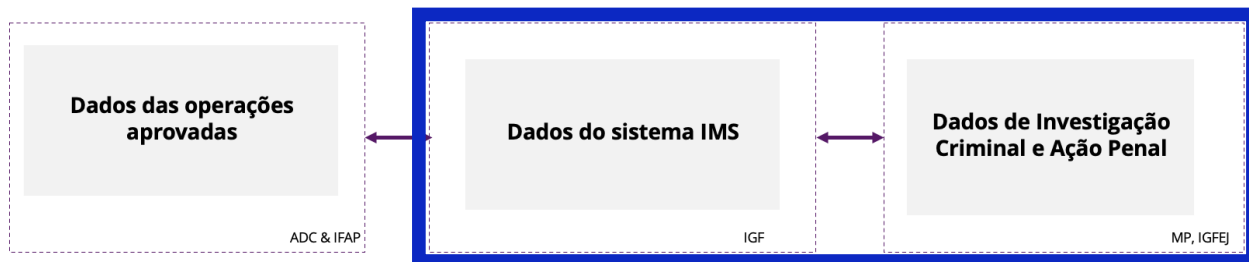 Dados das operações
aprovadas
ADC & IFAP
Dados do sistema IMS
IGF
Dados de Investigação
Criminal e Ação Penal
MP, IGFEJ